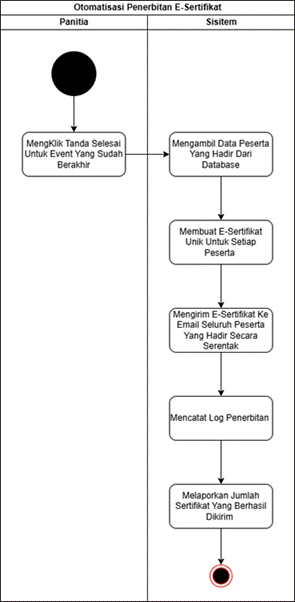 Otomatisasi Penerbitan E-Sertifikat
Panitia
Sisitem
MengKlik Tanda Selesai
Untuk Event Yang Sudah
Berakhir
Mengambil Data Peserta
Yang Hadir Dari
Database
Membuat E-Sertifikat
Unik Untuk Setiap
Peserta
Mengirim E-Sertifikat Ke
Email Seluruh Peserta
Yang Hadir Secara
Serentak
Mencatat Log Penerbitan
Melaporkan Jumlah
Sertifikat Yang Berhasil
Dikirim